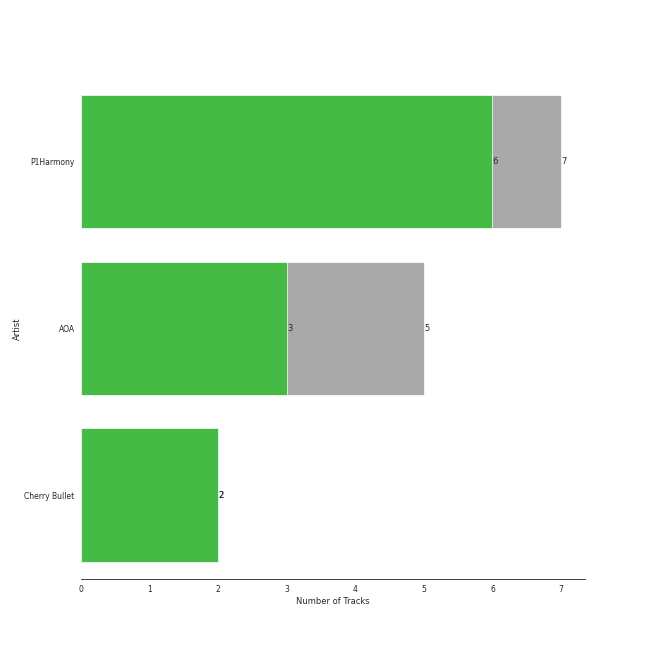 P1Harmony
6
7
AOA
3
5
Artist
Cherry Bullet
2
0 1 2 3 4 5 6 7
Number of Tracks